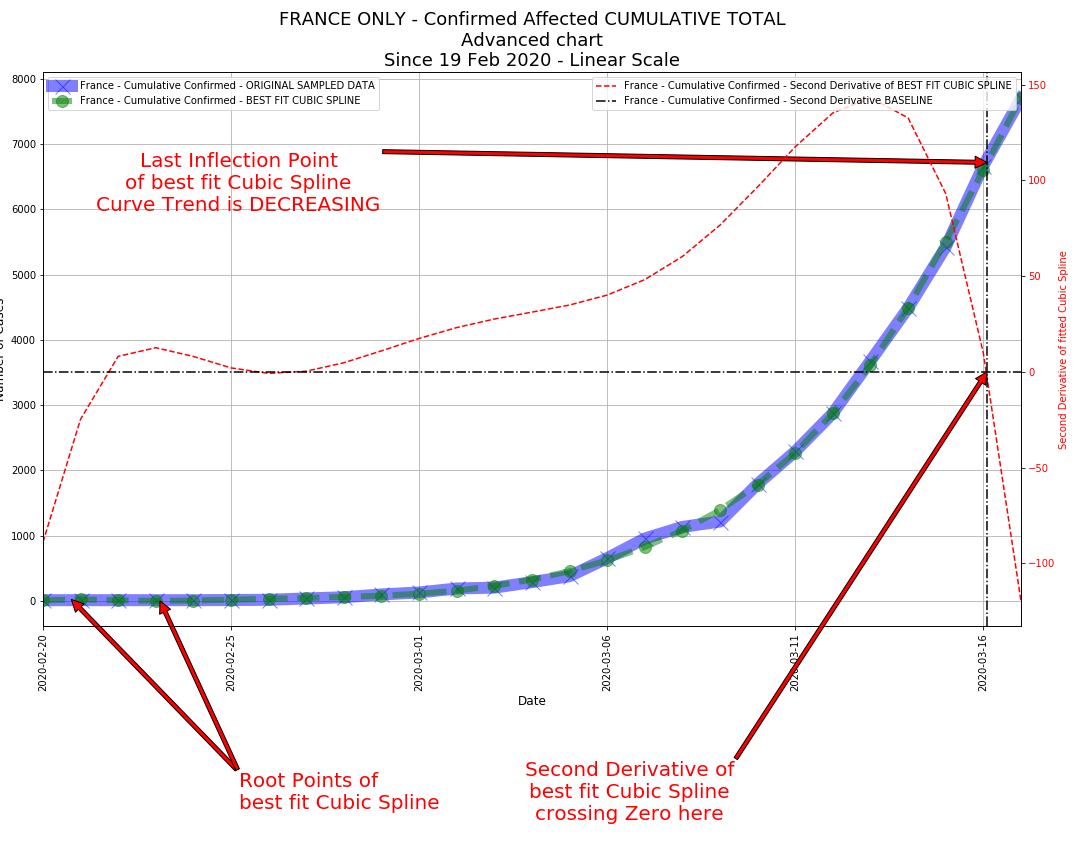 FRANCE ONLY - Confirmed Affected CUMULATIVE TOTAL
Advanced chart
Since 19 Feb 2020 - Linear Scale
France - Cumulative Confirmed - ORIGINAL SAMPLED DATA
France - Cumulative Confirmed - BEST FIT CUBIC SPLINE
France - Cumulative Confirmed - Second Derivative of BEST FIT CUBIC SPLINE
France - Cumulative Confirmed - Second Derivative BASELINE
8000
7000
6000
5000
4000
3000
2000
1000
0
150
100
50
0
−50
−100
Second Derivative of fitted Cubic Spline
Last Inflection Point
of best fit Cubic Spline
Curve Trend is DECREASING
2020-02-20
2020-02-25
2020-03-01
2020-03-06
2020-03-11
2020-03-16
Date
Root Points of
best fit Cubic Spline
Second Derivative of
best fit Cubic Spline
crossing Zero here